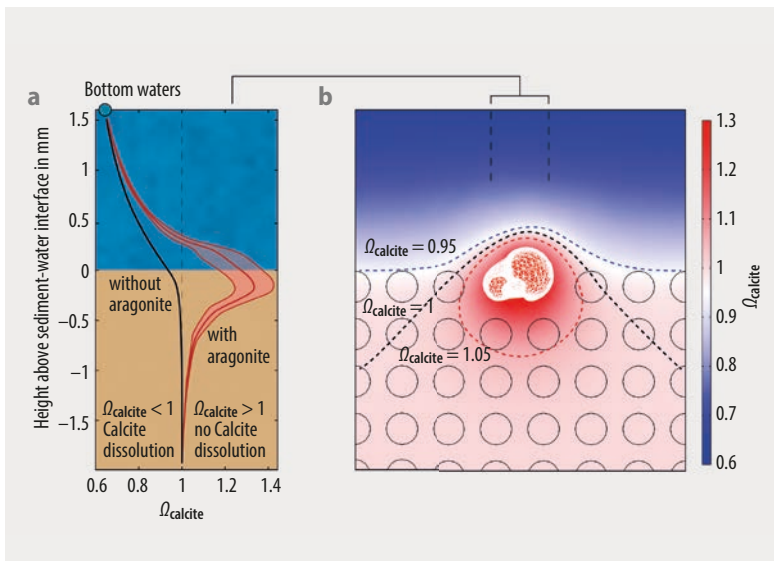 a
Bottom waters
b
Height above sediment-water interface in mm
1.5
1
0.5
0
−0.5
−1
−1.5
without
aragonite
with
aragonite
Ωcalcite < 1
Calcite
dissolution
Ωcalcite > 1
no Calcite
dissolution
0.6 0.8 1 1.2 1.4
Ωcalcite
Ωcalcite = 0.95
Ωcalcite = 1
Ωcalcite = 1.05
1.3
1.2
1.1
1
0.9
0.8
0.7
0.6
Ωcalcite